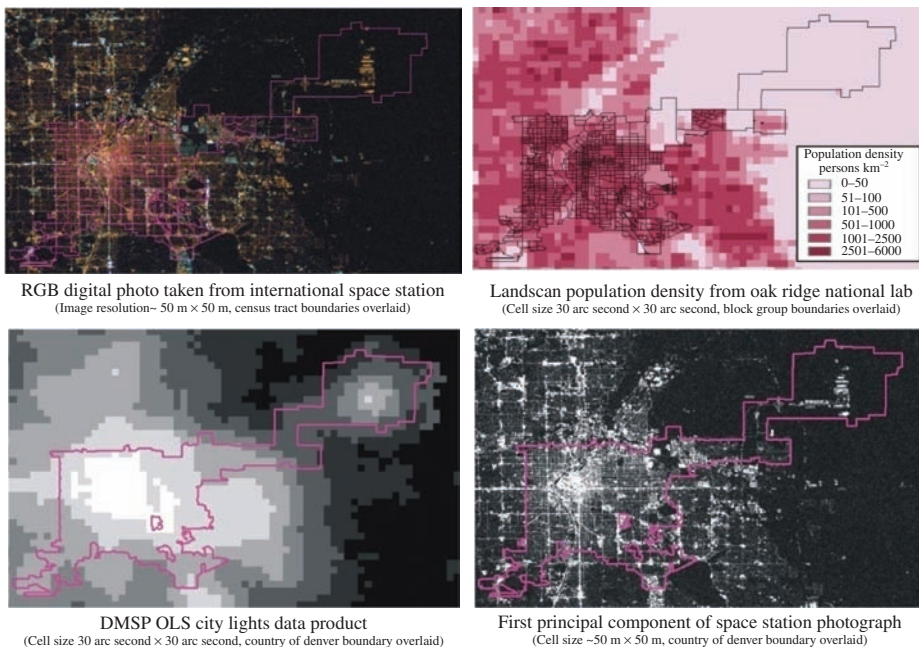 RGB digital photo taken from international space station
(Image resolution~ 50 m × 50 m, census tract boundaries overlaid)
Population density
persons km⁻²
0–50
51–100
101–500
501–1000
1001–2500
2501–6000
Landscan population density from oak ridge national lab
(Cell size 30 arc second × 30 arc second, block group boundaries overlaid)
DMSP OLS city lights data product
(Cell size 30 arc second × 30 arc second, country of denver boundary overlaid)
First principal component of space station photograph
(Cell size ~50 m × 50 m, country of denver boundary overlaid)